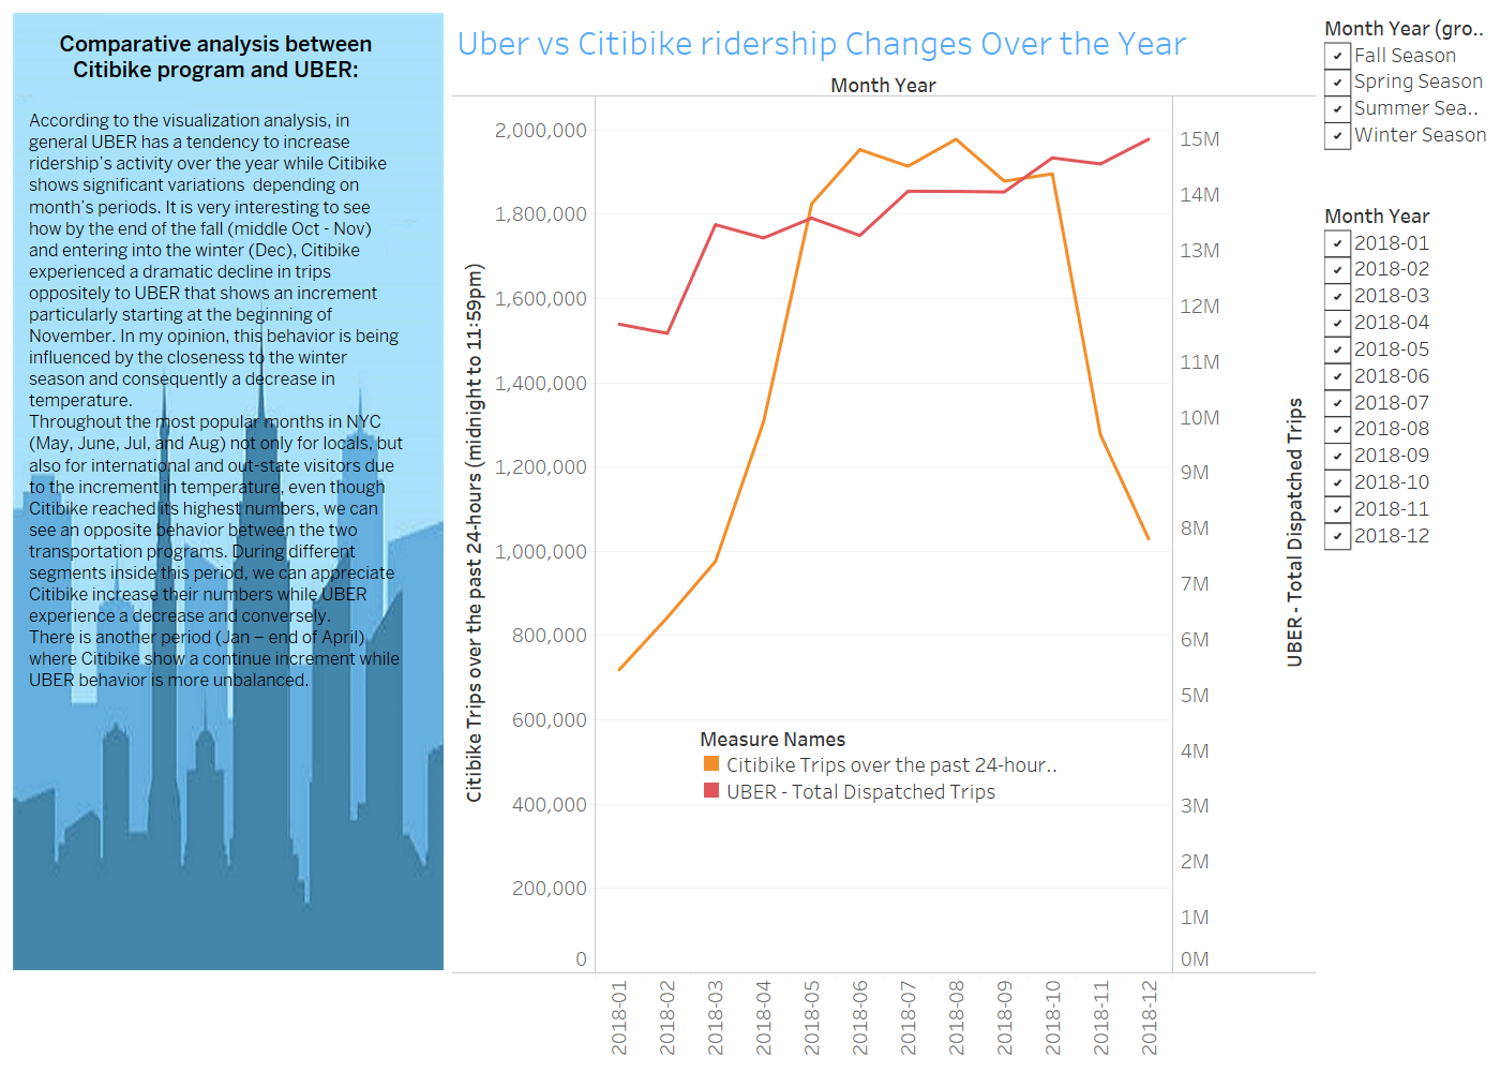 Comparative analysis between
Citibike program and UBER:
According to the visualization analysis, in
general UBER has a tendency to increase
ridership's activity over the year while Citibike
shows significant variations  depending on
month's periods. It is very interesting to see
how by the end of the fall (middle Oct - Nov)
and entering into the winter (Dec), Citibike
experienced a dramatic decline in trips
oppositely to UBER that shows an increment
particularly starting at the beginning of
November. In my opinion, this behavior is being
influenced by the closeness to the winter
season and consequently a decrease in
temperature.
Throughout the most popular months in NYC
(May, June, Jul, and Aug) not only for locals, but
also for international and out-state visitors due
to the increment in temperature, even though
Citibike reached its highest numbers, we can
see an opposite behavior between the two
transportation programs. During different
segments inside this period, we can appreciate
Citibike increase their numbers while UBER
experience a decrease and conversely.
There is another period (Jan – end of April)
where Citibike show a continue increment while
UBER behavior is more unbalanced.
Uber vs Citibike ridership Changes Over the Year
Month Year
Citibike Trips over the past 24-hours (midnight to 11:59pm)
2,000,000
1,800,000
1,600,000
1,400,000
1,200,000
1,000,000
800,000
600,000
400,000
200,000
0
Measure Names
Citibike Trips over the past 24-hour..
UBER - Total Dispatched Trips
15M
14M
13M
12M
11M
10M
9M
8M
7M
6M
5M
4M
3M
2M
1M
0M
UBER - Total Dispatched Trips
2018-01
2018-02
2018-03
2018-04
2018-05
2018-06
2018-07
2018-08
2018-09
2018-10
2018-11
2018-12
Month Year (gro..
Fall Season
Spring Season
Summer Sea..
Winter Season
Month Year
2018-01
2018-02
2018-03
2018-04
2018-05
2018-06
2018-07
2018-08
2018-09
2018-10
2018-11
2018-12